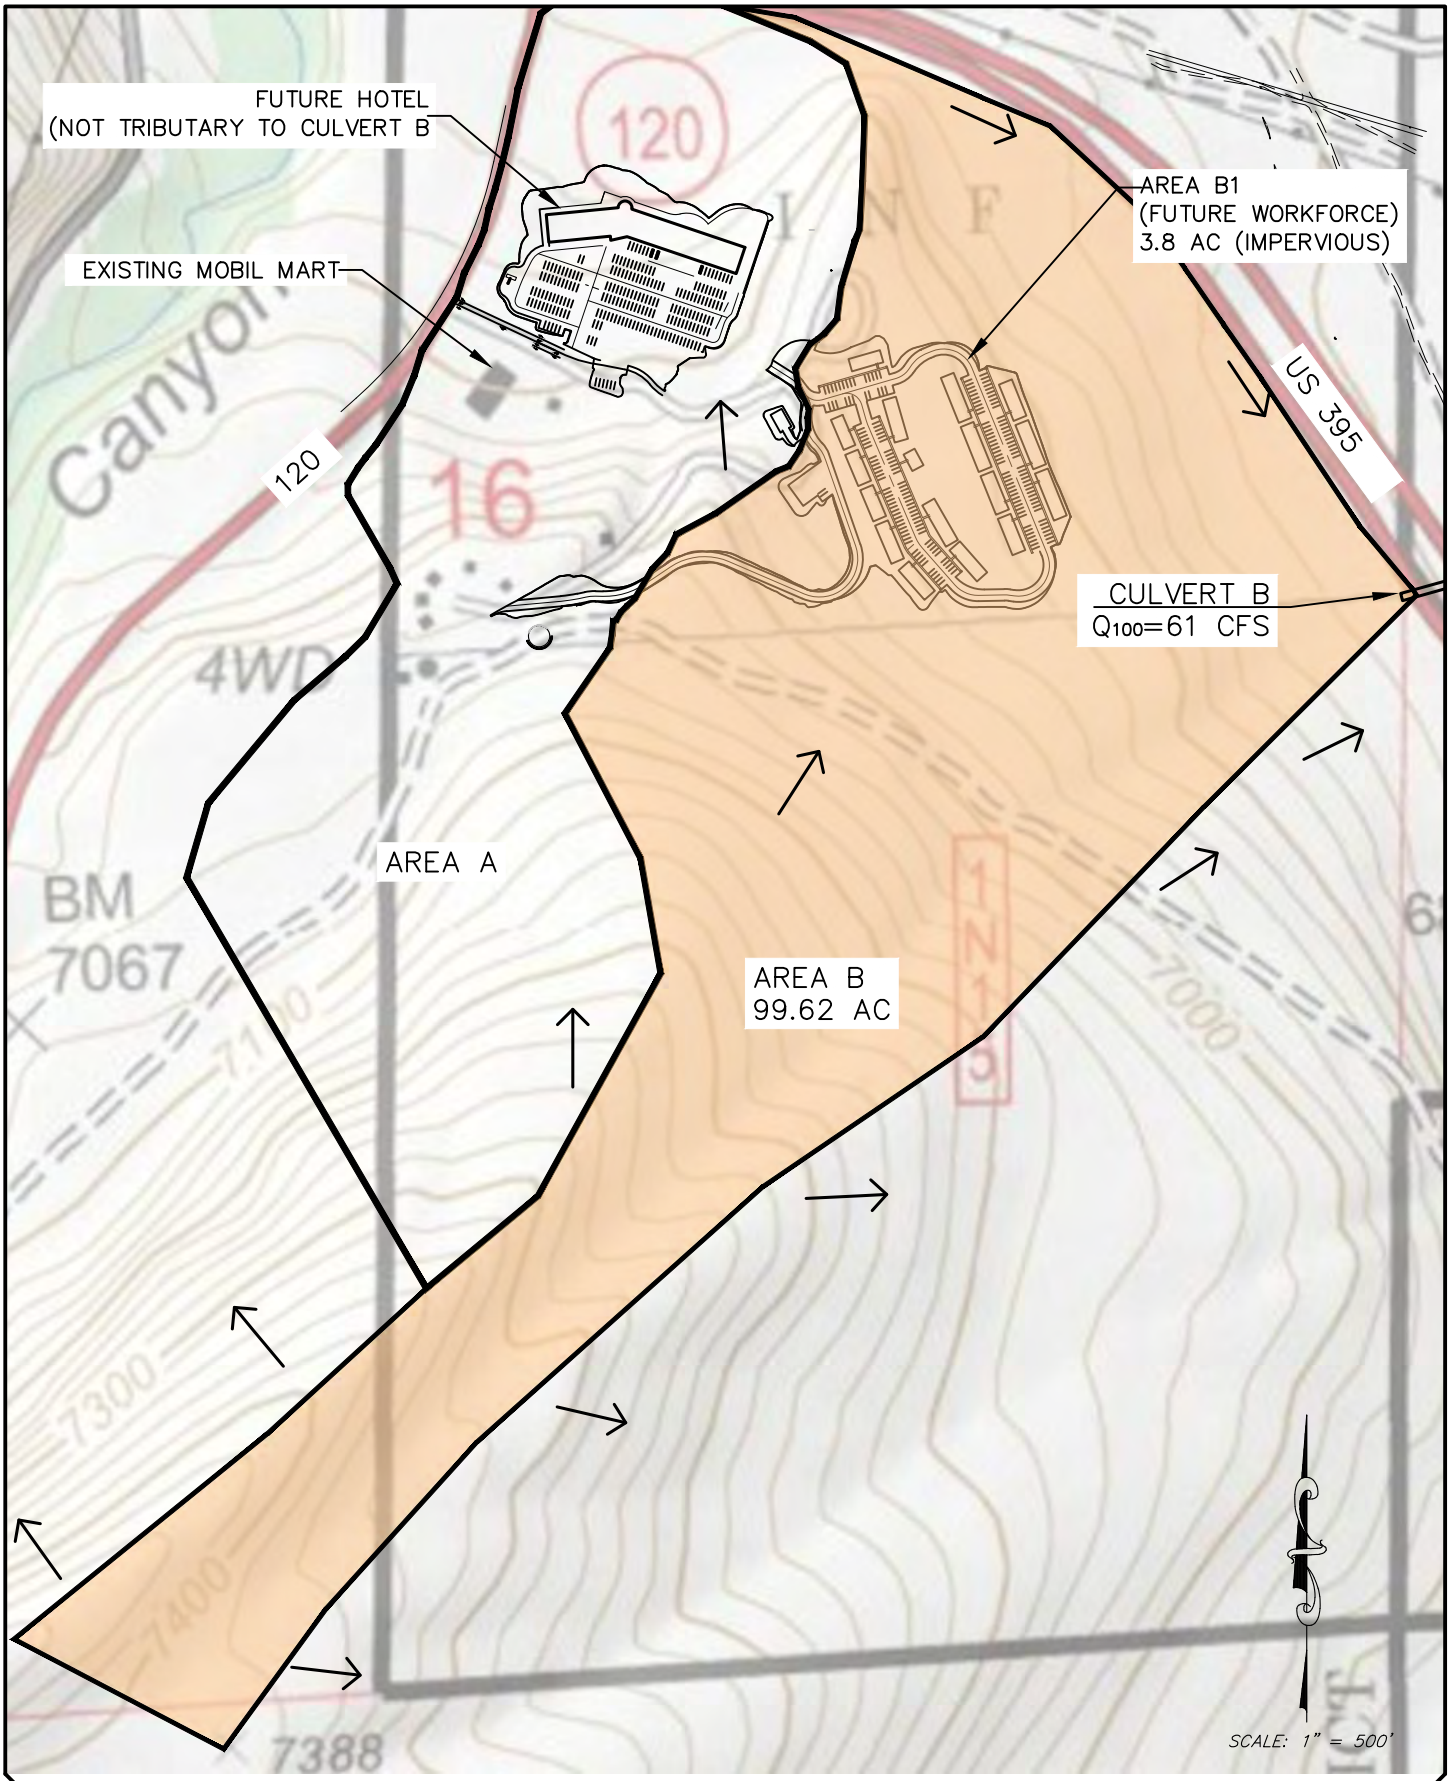 FUTURE HOTEL
(NOT TRIBUTARY TO CULVERT B
120
AREA B1
(FUTURE WORKFORCE)
3.8 AC (IMPERVIOUS)
I N F
EXISTING MOBIL MART
Canyon
US 395
120
16
CULVERT B
Q100=61 CFS
4WD
AREA A
BM
7067
1N15
AREA B
99.62 AC
7000
7100
7300
7400
7388
SCALE: 1" = 500'